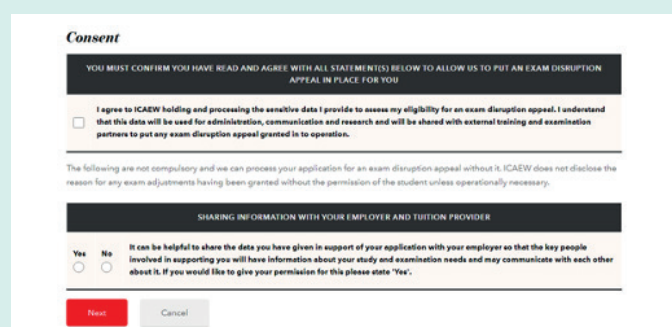 Consent
YOU MUST CONFIRM YOU HAVE READ AND AGREE WITH ALL STATEMENT(S) BELOW TO ALLOW US TO PUT AN EXAM DISRUPTION
APPEAL IN PLACE FOR YOU
I agree to ICAEW holding and processing the sensitive data I provide to assess my eligibility for an exam disruption appeal. I understand
that this data will be used for administration, communication and research and will be shared with external training and examination
partners to put any exam disruption appeal granted in to operation.
The following are not compulsory and we can process your application for an exam disruption appeal without it. ICAEW does not disclose the
reason for any exam adjustments having been granted without the permission of the student unless operationally necessary.
SHARING INFORMATION WITH YOUR EMPLOYER AND TUITION PROVIDER
Yes No
It can be helpful to share the data you have given in support of your application with your employer so that the key people
involved in supporting you will have information about your study and examination needs and may communicate with each other
about it. If you would like to give your permission for this please state 'Yes'.
Next Cancel